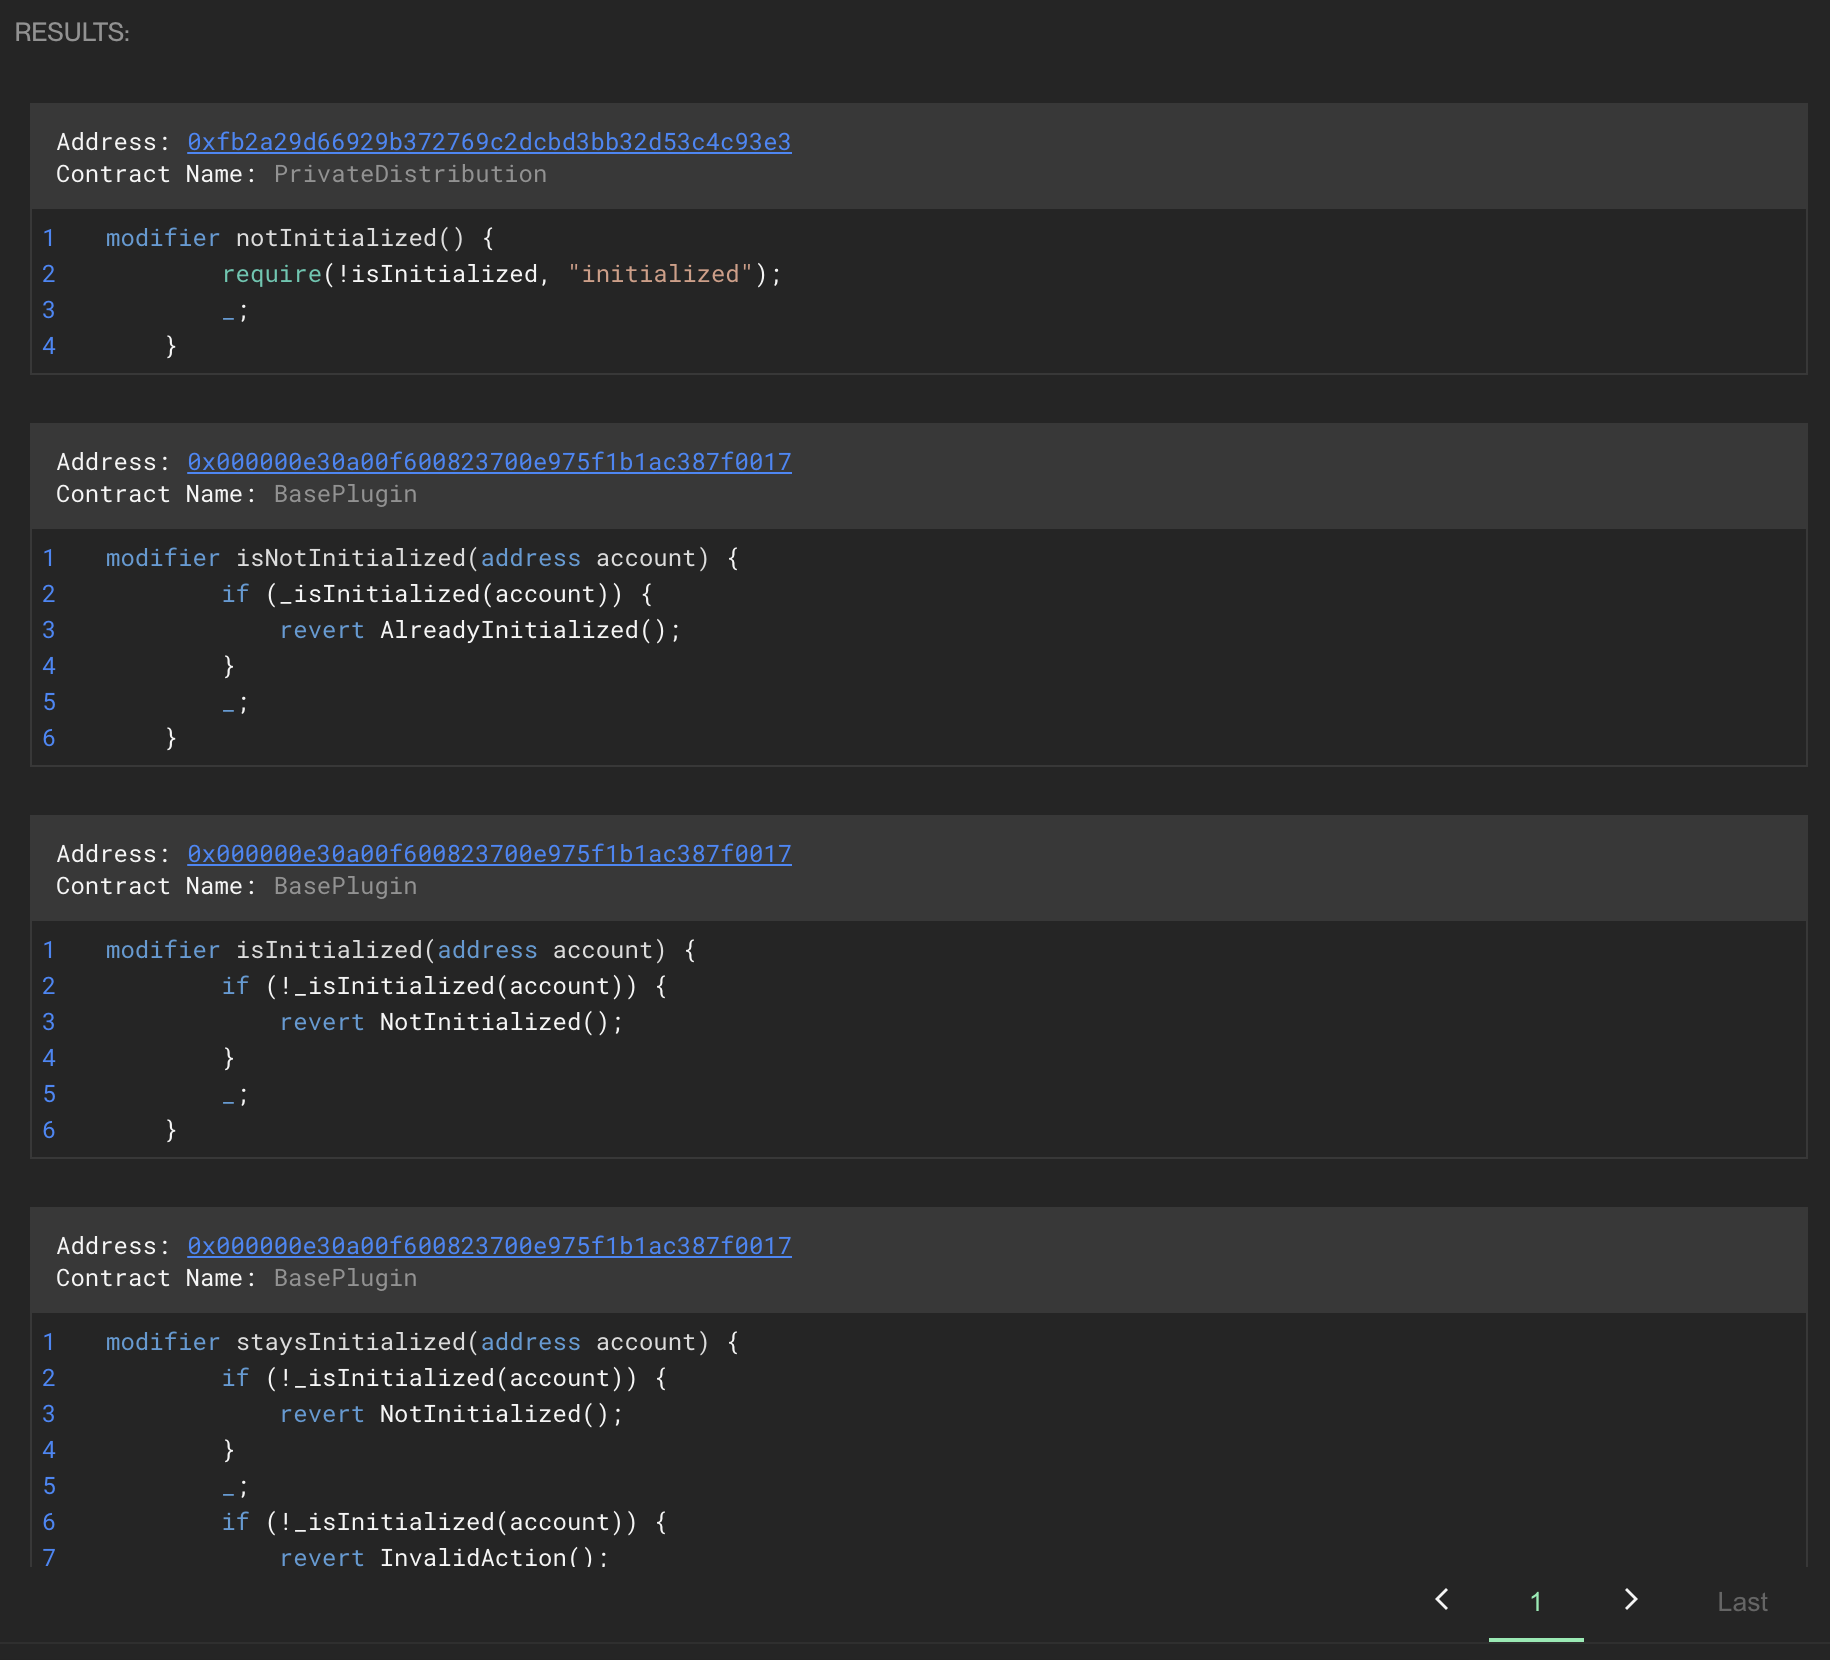 RESULTS:
Address: 0xfb2a29d66929b372769c2dcbd3bb32d53c4c93e3
Contract Name: PrivateDistribution
1 modifier notInitialized() {
2 require(!isInitialized, "initialized");
3 _;
4 }
Address: 0x000000e30a00f600823700e975f1b1ac387f0017
Contract Name: BasePlugin
1 modifier isNotInitialized(address account) {
2 if (_isInitialized(account)) {
3 revert AlreadyInitialized();
4 }
5 _;
6 }
Address: 0x000000e30a00f600823700e975f1b1ac387f0017
Contract Name: BasePlugin
1 modifier isInitialized(address account) {
2 if (!_isInitialized(account)) {
3 revert NotInitialized();
4 }
5 _;
6 }
Address: 0x000000e30a00f600823700e975f1b1ac387f0017
Contract Name: BasePlugin
1 modifier staysInitialized(address account) {
2 if (!_isInitialized(account)) {
3 revert NotInitialized();
4 }
5 _;
6 if (!_isInitialized(account)) {
7 revert InvalidAction();
1 Last